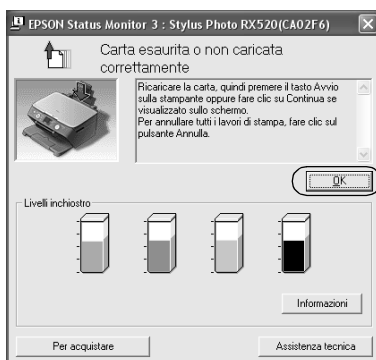 EPSON Status Monitor 3 : Stylus Photo RX520(CA02F6)
Carta esaurita o non caricata
correttamente
Ricaricare la carta, quindi premere il tasto Avvio
sulla stampante oppure fare clic su Continua se
visualizzato sullo schermo.
Per annullare tutti i lavori di stampa, fare clic sul
pulsante Annulla.
OK
Livelli inchiostro
Informazioni
Per acquistare
Assistenza tecnica